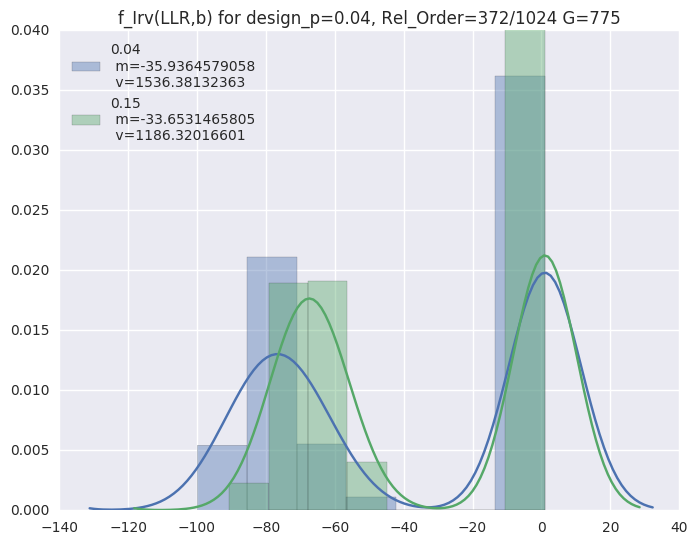 f_Irv(LLR,b) for design_p=0.04, Rel_Order=372/1024 G=775
0.04
m=-35.9364579058
v=1536.38132363
0.15
m=-33.6531465805
v=1186.32016601
0.040
0.035
0.030
0.025
0.020
0.015
0.010
0.005
0.000
−140 −120 −100 −80 −60 −40 −20 0 20 40